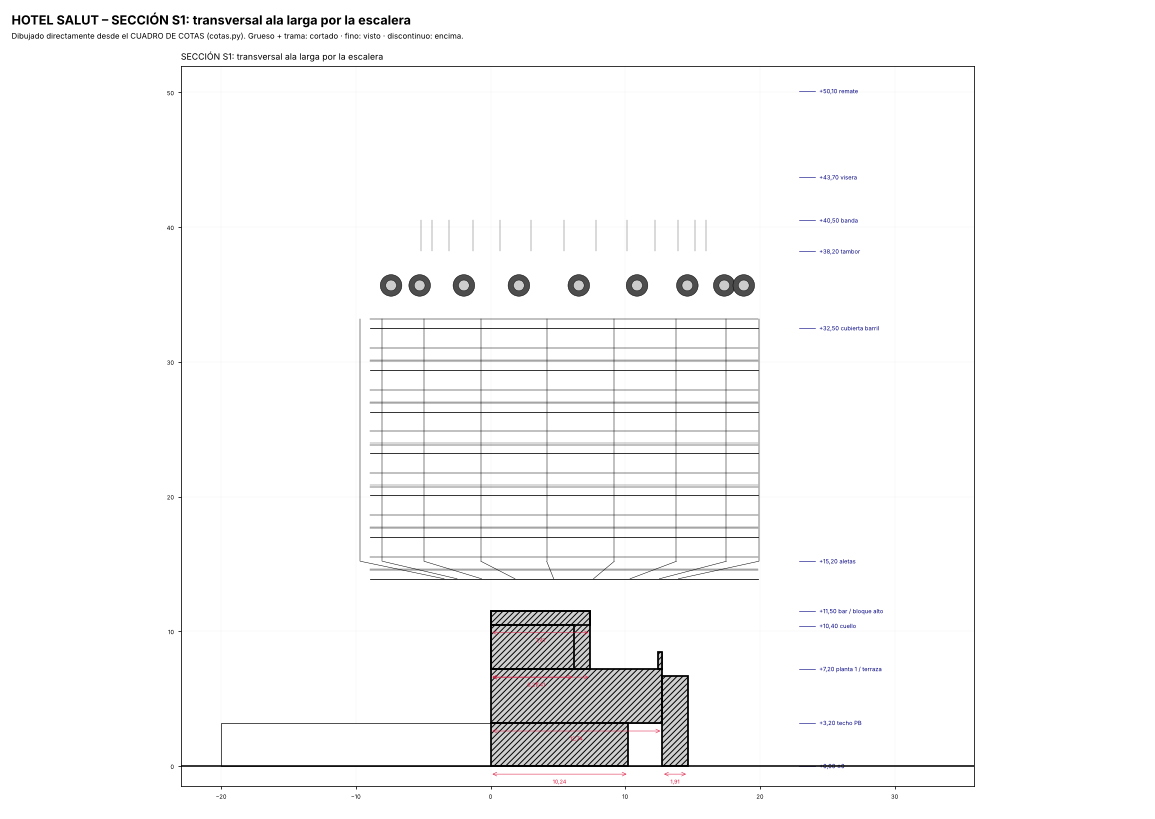 HOTEL SALUT – SECCIÓN S1: transversal ala larga por la escalera
Dibujado directamente desde el CUADRO DE COTAS (cotas.py). Grueso + trama: cortado · fino: visto · discontinuo: encima.
SECCIÓN S1: transversal ala larga por la escalera
50
+50,10 remate
+43,70 visera
+40,50 banda
40
+38,20 tambor
+32,50 cubierta barril
30
20
+15,20 aletas
+11,50 bar / bloque alto
10
+10,40 cuello
+7,20 planta 1 / terraza
+3,20 techo PB
0
10,24
1,91
−20
−10
0
10
20
30